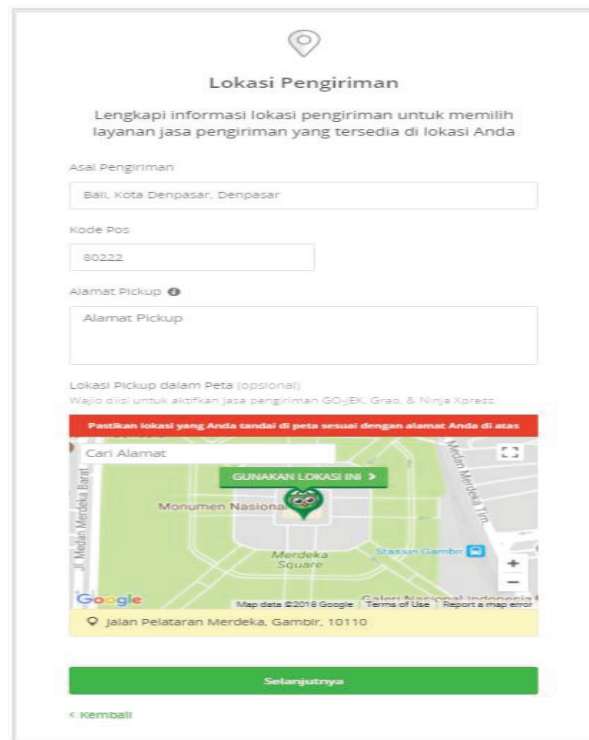 Lokasi Pengiriman
Lengkapi informasi lokasi pengiriman untuk memilih
layanan jasa pengiriman yang tersedia di lokasi Anda
Asal Pengiriman
Bali, Kota Denpasar, Denpasar
Kode Pos
80222
Alamat Pickup
Alamat Pickup
Lokasi Pickup dalam Peta (opsional)
Wajib diisi untuk aktifkan jasa pengiriman GO-JEK, Grab, & Ninja Xpress
Pastikan lokasi yang Anda tandai di peta sesuai dengan alamat Anda di atas
Cari Alamat
GUNAKAN LOKASI INI >
Jl. Medan Merdeka Barat
Medan Merdeka Tim.
Monumen Nasional
Merdeka
Square
Stasiun Gambir
+
−
Galeri Nasional Indonesia
Google
Map data ©2018 Google
Terms of Use
Report a map error
Jalan Pelataran Merdeka, Gambir, 10110
Selanjutnya
< Kembali